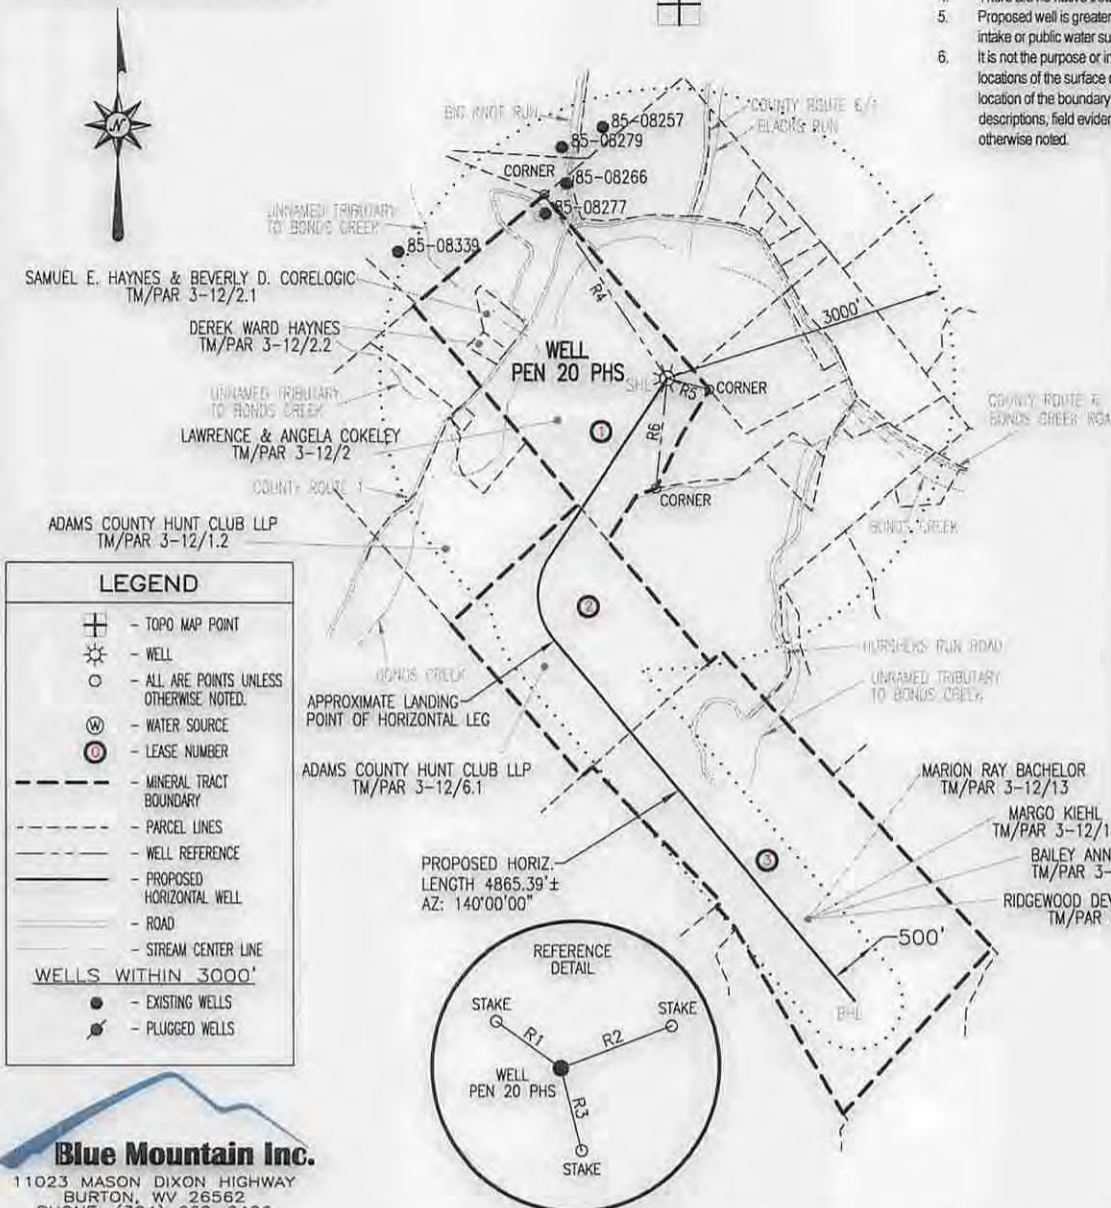 5. Proposed well is greater
intake or public water su
6. It is not the purpose or in
locations of the surface o
location of the boundary
descriptions, field eviden
otherwise noted.
N
BIG KNOT RUN
COUNTY ROUTE 6/1
BLACKS RUN
85-08257
85-08279
CORNER
85-08266
85-08277
UNNAMED TRIBUTARY
TO BONDS CREEK
85-08339
SAMUEL E. HAYNES & BEVERLY D. CORELOGIC
TM/PAR 3-12/2.1
R4
3000'
DEREK WARD HAYNES
TM/PAR 3-12/2.2
WELL
PEN 20 PHS
SHL
R5
CORNER
UNNAMED TRIBUTARY
TO BONDS CREEK
COUNTY ROUTE 6
BONDS CREEK ROA
1
R6
LAWRENCE & ANGELA COKELEY
TM/PAR 3-12/2
COUNTY ROUTE 1
CORNER
ADAMS COUNTY HUNT CLUB LLP
TM/PAR 3-12/1.2
BONDS CREEK
LEGEND
- TOPO MAP POINT
- WELL
- ALL ARE POINTS UNLESS
OTHERWISE NOTED.
W - WATER SOURCE
0 - LEASE NUMBER
- MINERAL TRACT
BOUNDARY
- PARCEL LINES
- WELL REFERENCE
- PROPOSED
HORIZONTAL WELL
- ROAD
- STREAM CENTER LINE
WELLS WITHIN 3000'
- EXISTING WELLS
- PLUGGED WELLS
2
HURSHERS RUN ROAD
BONDS CREEK
UNNAMED TRIBUTARY
TO BONDS CREEK
APPROXIMATE LANDING
POINT OF HORIZONTAL LEG
ADAMS COUNTY HUNT CLUB LLP
TM/PAR 3-12/6.1
MARION RAY BACHELOR
TM/PAR 3-12/13
MARGO KIEHL
TM/PAR 3-12/1
BAILEY ANN
TM/PAR 3-
RIDGEWOOD DEV
TM/PAR
PROPOSED HORIZ.
LENGTH 4865.39'±
AZ: 140°00'00"
3
500'
BHL
REFERENCE
DETAIL
STAKE
STAKE
R1
R2
WELL
PEN 20 PHS
R3
STAKE
Blue Mountain Inc.
11023 MASON DIXON HIGHWAY
BURTON, WV 26562